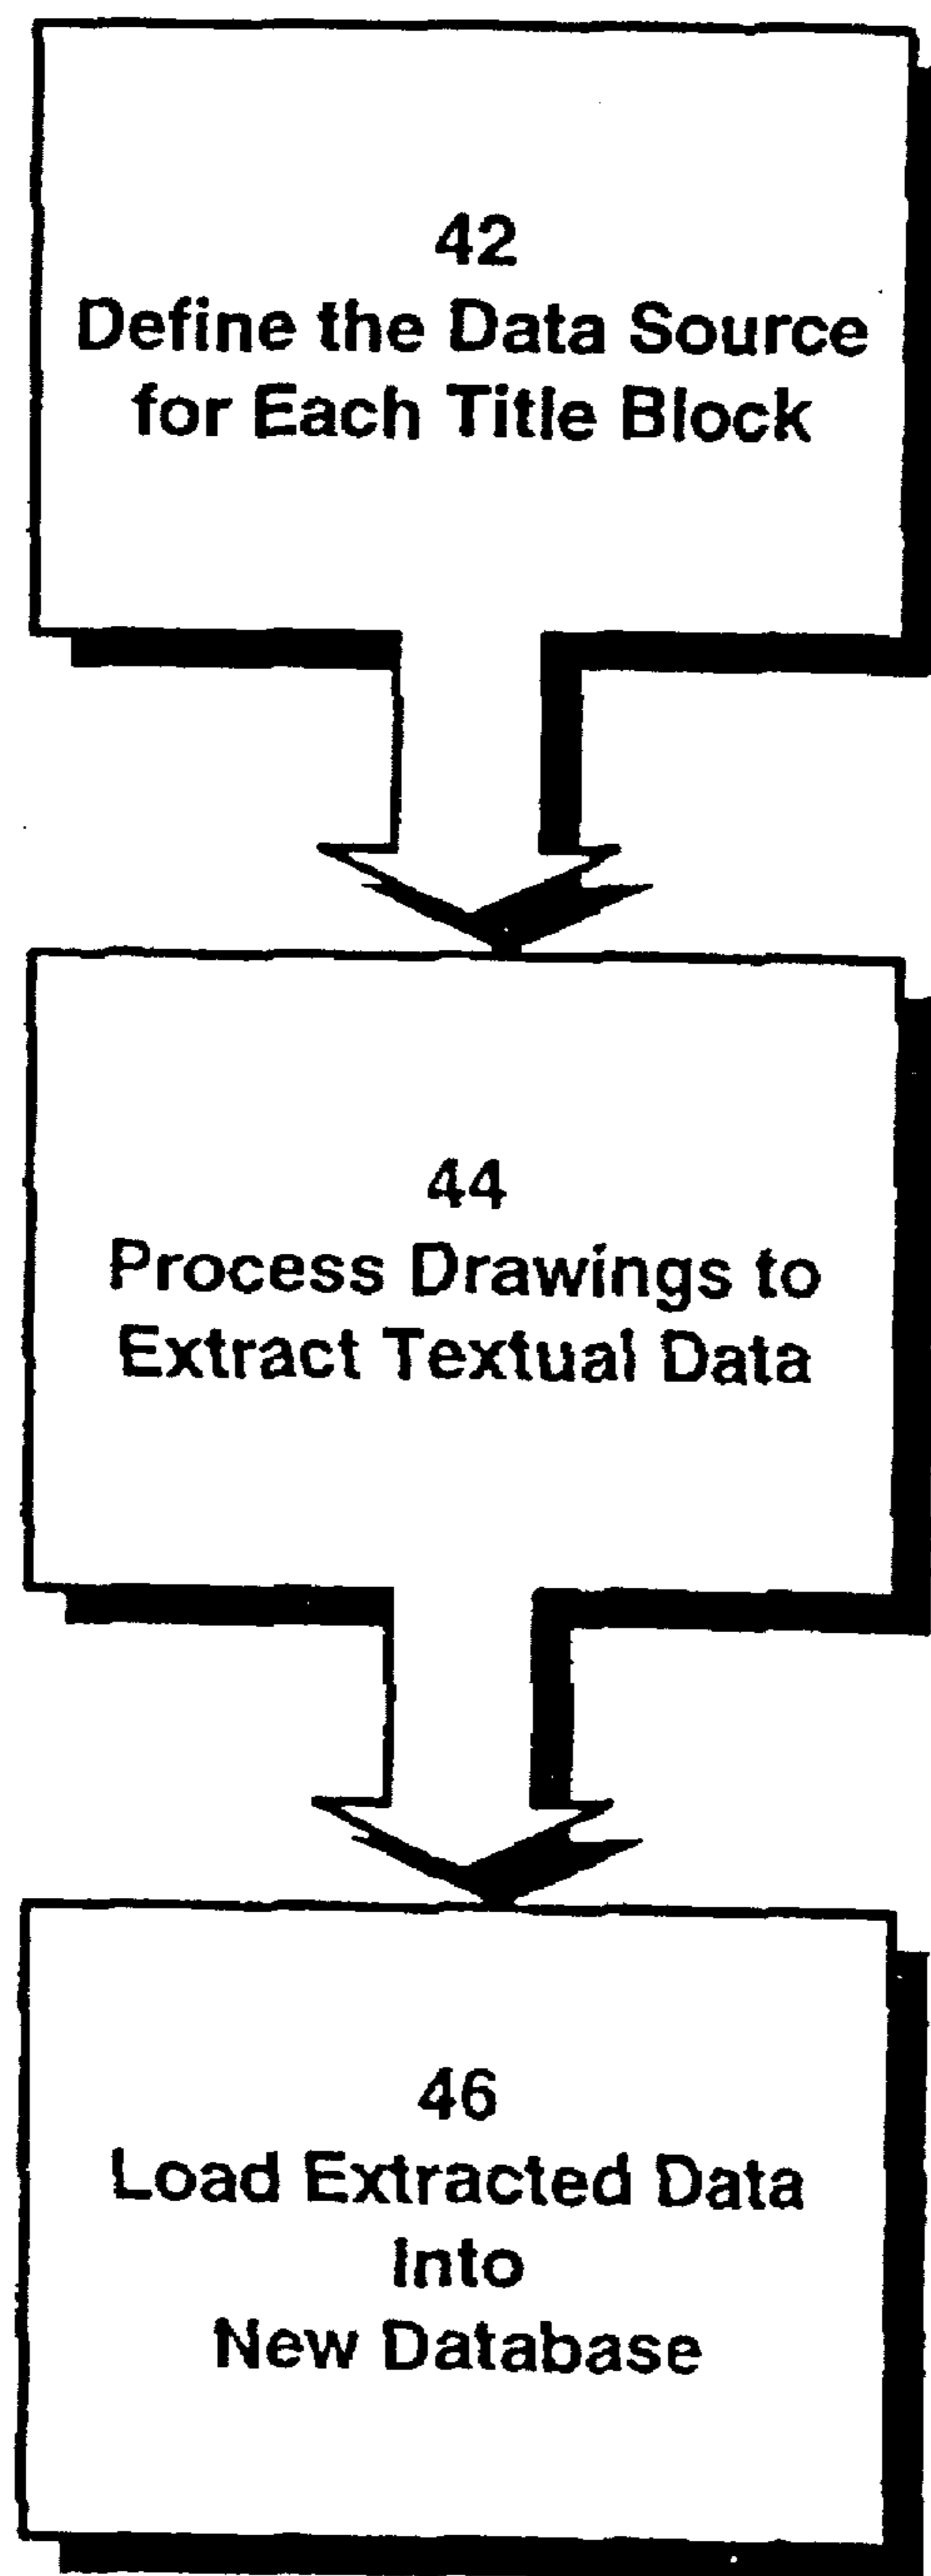 42
Define the Data Source
for Each Title Block
44
Process Drawings to
Extract Textual Data
46
Load Extracted Data
Into
New Database